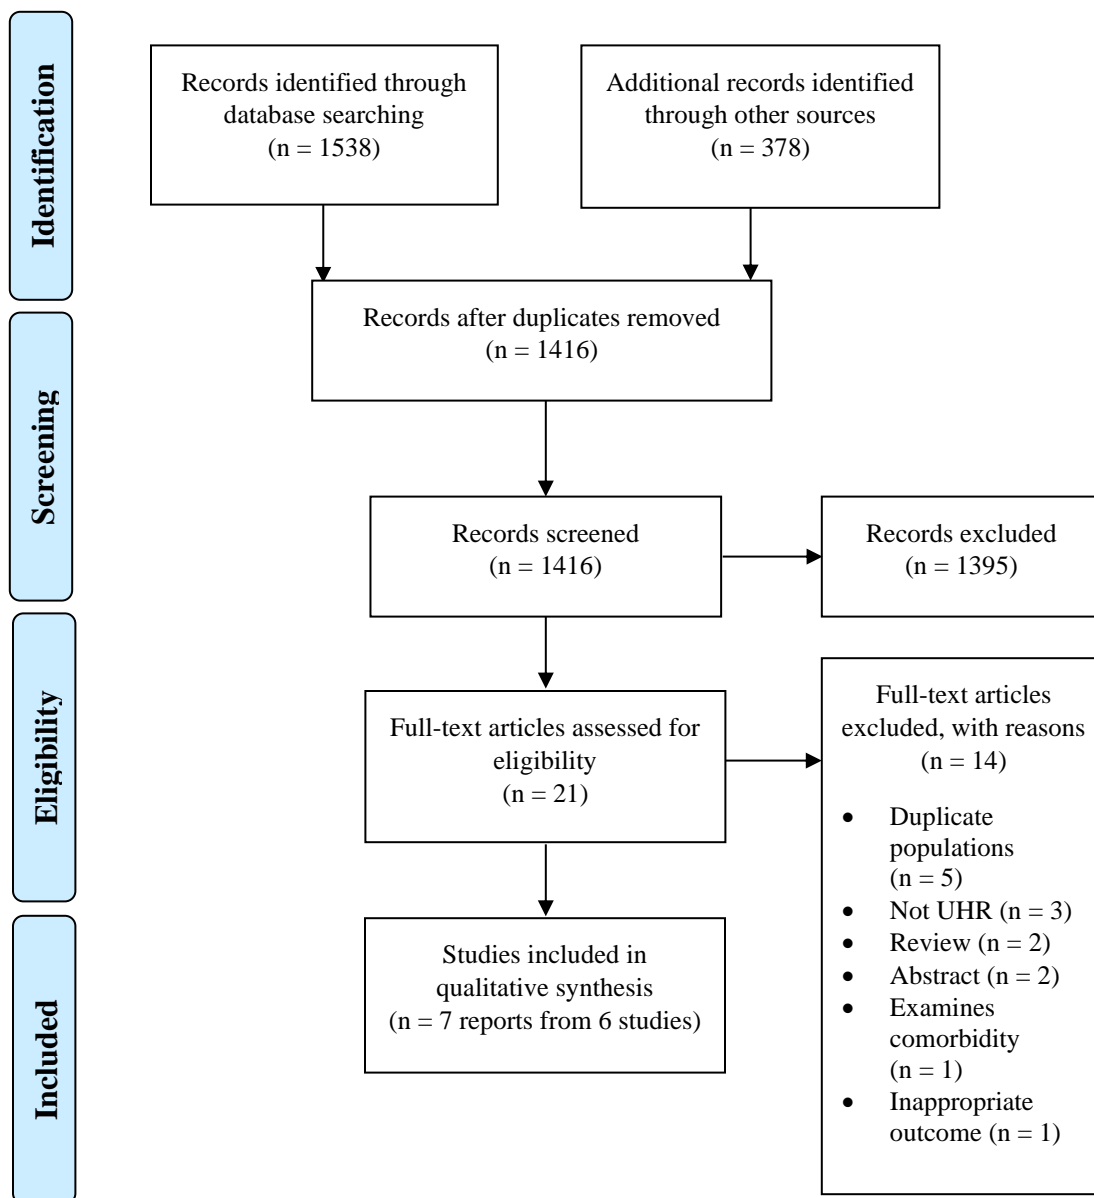 Identification
Records identified through
database searching
(n = 1538)
Additional records identified
through other sources
(n = 378)
Records after duplicates removed
(n = 1416)
Screening
Records screened
(n = 1416)
Records excluded
(n = 1395)
Eligibility
Full-text articles assessed for
eligibility
(n = 21)
Full-text articles
excluded, with reasons
(n = 14)
• Duplicate
populations
(n = 5)
• Not UHR (n = 3)
• Review (n = 2)
• Abstract (n = 2)
• Examines
comorbidity
(n = 1)
• Inappropriate
outcome (n = 1)
Included
Studies included in
qualitative synthesis
(n = 7 reports from 6 studies)